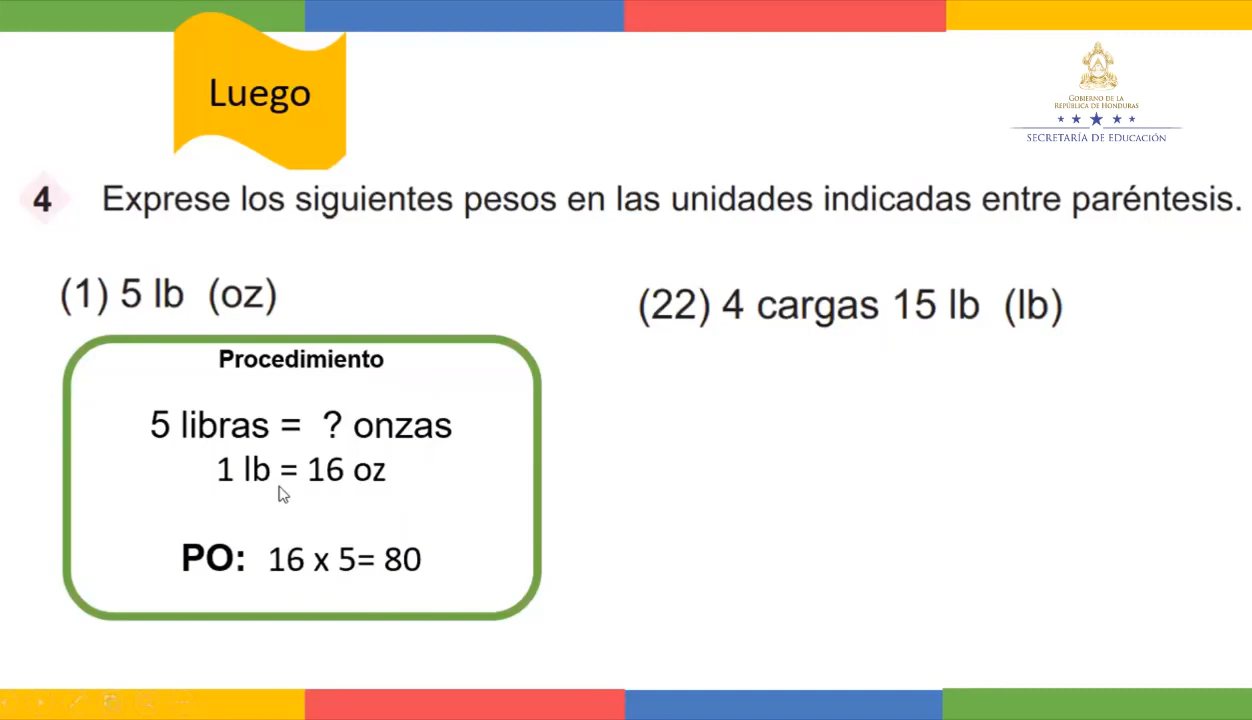 Luego
GOBIERNO DE LA
REPÚBLICA DE HONDURAS
SECRETARÍA DE EDUCACIÓN
4 Exprese los siguientes pesos en las unidades indicadas entre paréntesis.
(1) 5 lb (oz)
Procedimiento
5 libras = ? onzas
1 lb = 16 oz
PO: 16 x 5= 80
(22) 4 cargas 15 lb (lb)